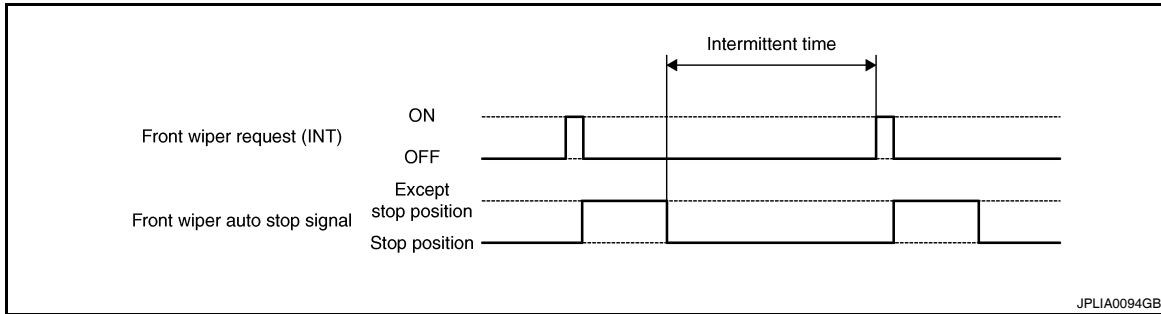 Intermittent time
ON
Front wiper request (INT)
OFF
Except
stop position
Front wiper auto stop signal
Stop position
JPLIA0094GB